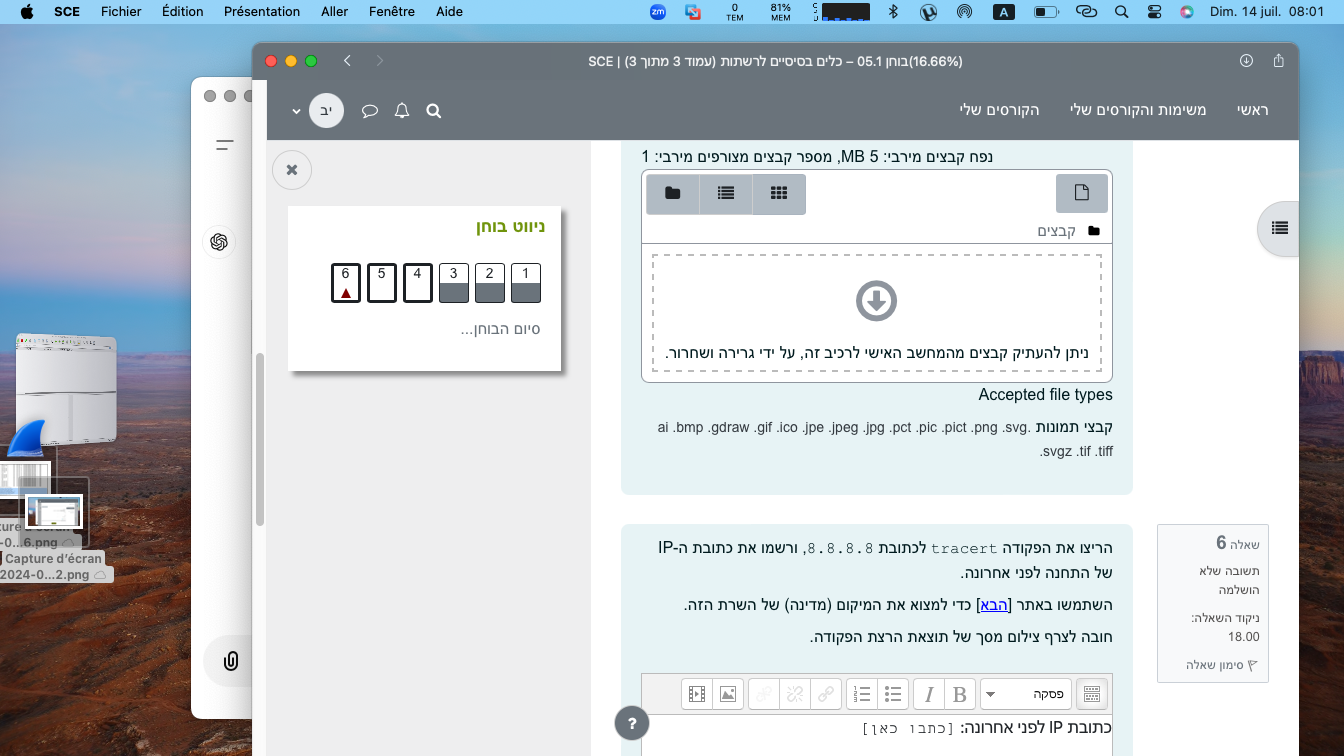 SCE Fichier Édition Présentation Aller Fenêtre Aide
zm 0 TEM 81% MEM CPU A Dim. 14 juil. 08:01
SCE | (עמוד 3 מתוך 3) בוחן 05.1 – כלים בסיסיים לרשתות(16.66%)
ראשי משימות והקורסים שלי הקורסים שלי
יב
נפח קבצים מירבי: 5 MB, מספר קבצים מצורפים מירבי: 1
קבצים
ניתן להעתיק קבצים מהמחשב האישי לרכיב זה, על ידי גרירה ושחרור.
Accepted file types
קבצי תמונות .ai .bmp .gdraw .gif .ico .jpe .jpeg .jpg .pct .pic .pict .png .svg
.svgz .tif .tiff
ניווט בוחן
1 2 3 4 5 6
סיום הבוחן...
שאלה 6
תשובה שלא
הושלמה
ניקוד השאלה:
18.00
סימון שאלה
הריצו את הפקודה tracert לכתובת 8.8.8.8, ורשמו את כתובת ה-IP
של התחנה לפני אחרונה.
השתמשו באתר [הבא] כדי למצוא את המיקום (מדינה) של השרת הזה.
חובה לצרף צילום מסך של תוצאת הרצת הפקודה.
פסקה
B I
כתובת IP לפני אחרונה: [כתבו כאן]
?
-0...6.png
Capture d'écran
2024-0...2.png